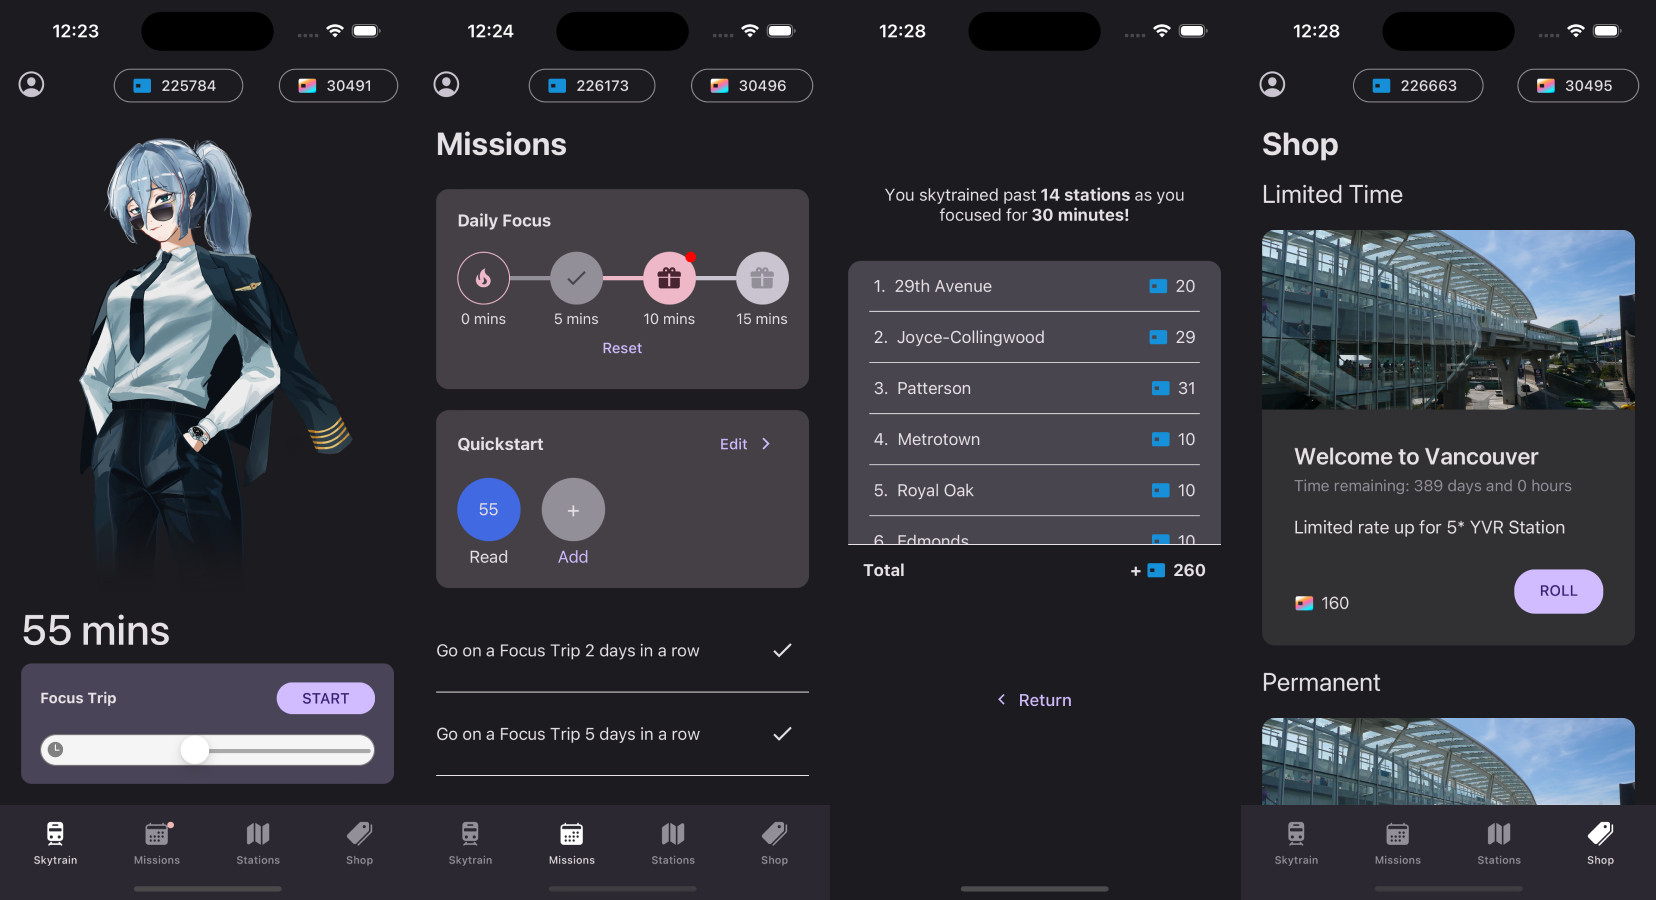 12:23
225784
30491
55 mins
Focus Trip
START
Skytrain
Missions
Stations
Shop
12:24
226173
30496
Missions
Daily Focus
0 mins
5 mins
10 mins
15 mins
Reset
Quickstart
Edit
55
+
Read
Add
Go on a Focus Trip 2 days in a row
Go on a Focus Trip 5 days in a row
Skytrain
Missions
Stations
Shop
12:28
You skytrained past 14 stations as you
focused for 30 minutes!
1. 29th Avenue 20
2. Joyce-Collingwood 29
3. Patterson 31
4. Metrotown 10
5. Royal Oak 10
6. Edmonds 10
Total + 260
Return
12:28
226663
30495
Shop
Limited Time
Welcome to Vancouver
Time remaining: 389 days and 0 hours
Limited rate up for 5* YVR Station
160
ROLL
Permanent
Skytrain
Missions
Stations
Shop